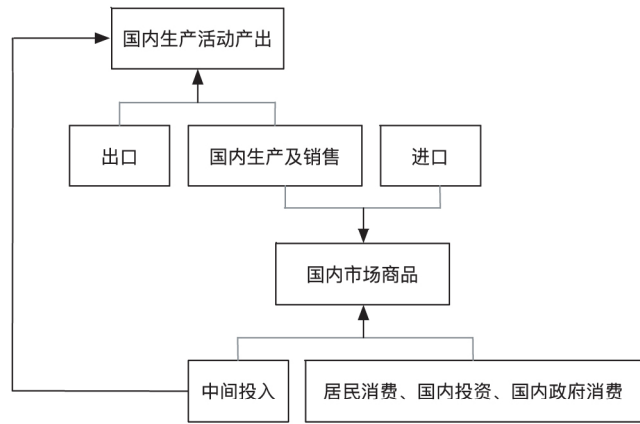 国内生产活动产出
出口
国内生产及销售
进口
国内市场商品
中间投入
居民消费、国内投资、国内政府消费